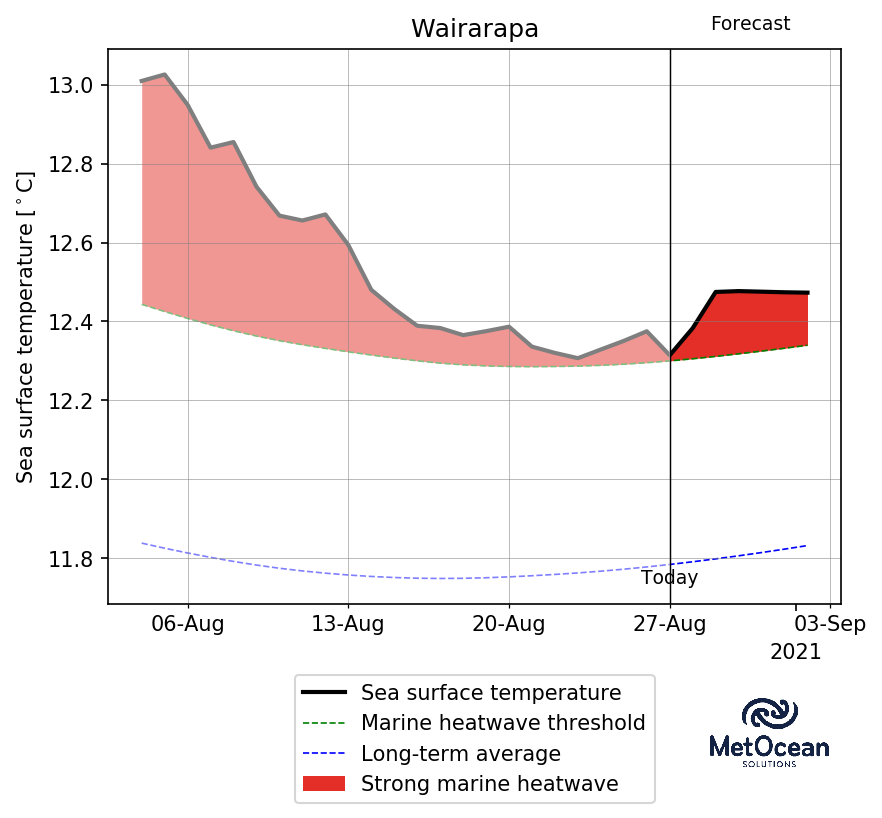 Wairarapa
Forecast
Sea surface temperature [°C]
13.0
12.8
12.6
12.4
12.2
12.0
11.8
Today
06-Aug 13-Aug 20-Aug 27-Aug 03-Sep
2021
Sea surface temperature
Marine heatwave threshold
Long-term average
Strong marine heatwave
MetOcean
SOLUTIONS